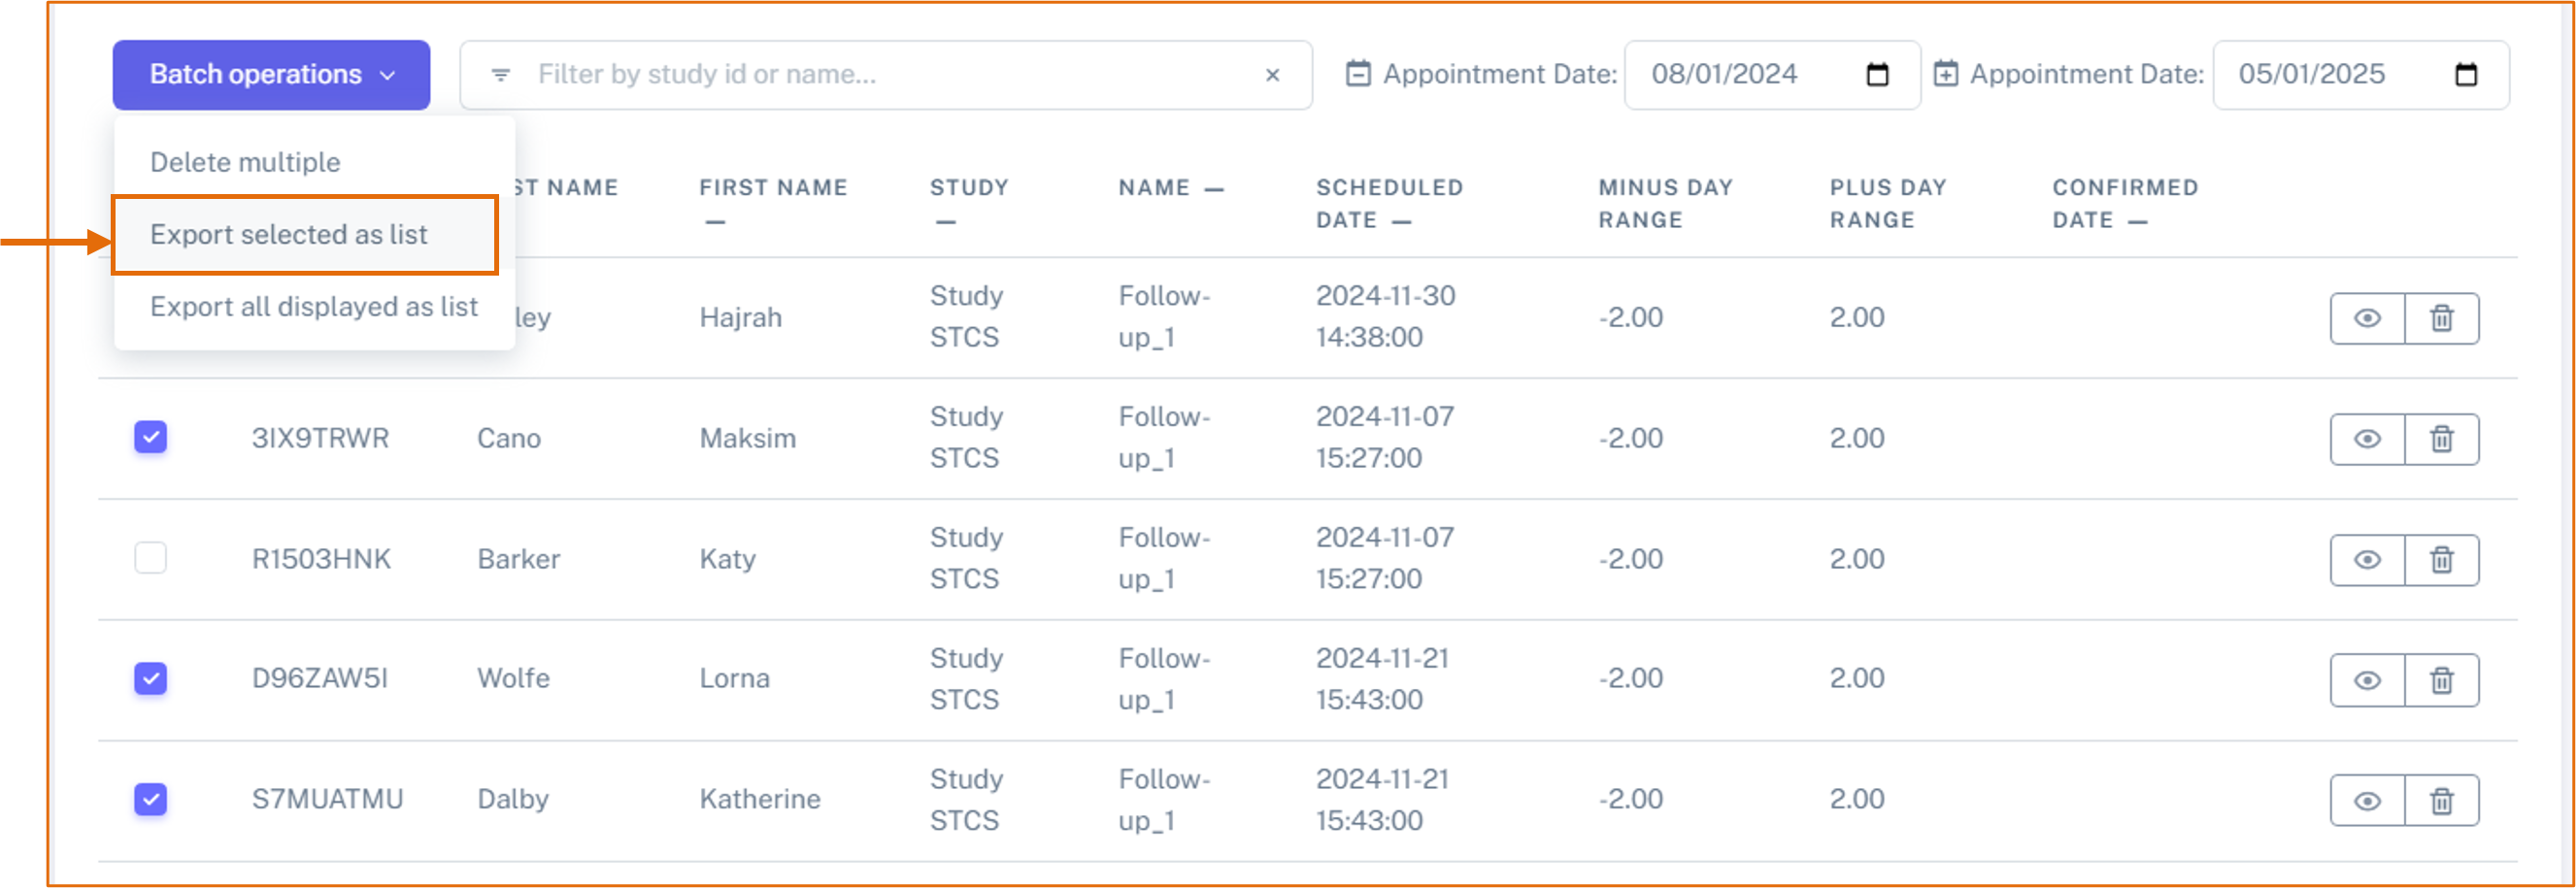 Batch operations
Filter by study id or name...
Appointment Date: 08/01/2024
Appointment Date: 05/01/2025
Delete multiple
Export selected as list
Export all displayed as list
NAME
FIRST NAME —
STUDY —
NAME —
SCHEDULED
DATE —
MINUS DAY
RANGE
PLUS DAY
RANGE
CONFIRMED
DATE —
Hajrah
Study
STCS
Follow-
up_1
2024-11-30
14:38:00
-2.00
2.00
3IX9TRWR
Cano
Maksim
Study
STCS
Follow-
up_1
2024-11-07
15:27:00
-2.00
2.00
R1503HNK
Barker
Katy
Study
STCS
Follow-
up_1
2024-11-07
15:27:00
-2.00
2.00
D96ZAW5I
Wolfe
Lorna
Study
STCS
Follow-
up_1
2024-11-21
15:43:00
-2.00
2.00
S7MUATMU
Dalby
Katherine
Study
STCS
Follow-
up_1
2024-11-21
15:43:00
-2.00
2.00